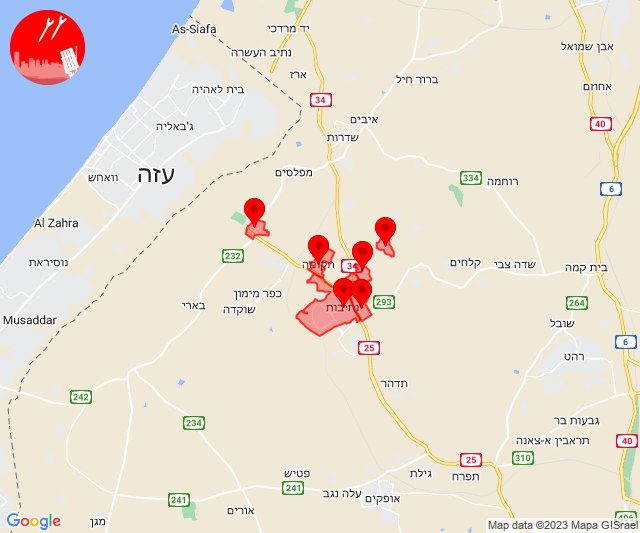 As-Siafa
יד מרדכי
נתיב העשרה
אבן שמואל
ארז
ברור חיל
בית לאהיה
34
אחוזם
איבים
ג'באליה
40
שדרות
עזה
מפלסים
וואחש
334
רוחמה
6
Al Zahra
232
נוסיראת
תקומה
34
קלחים
שדה צבי
בית קמה
כפר מימון
בארי
293
264
שוקדה
נתיבות
Musaddar
שובל
25
6
רהט
תדהר
242
234
גבעות בר
תראבין א-צאנה
40
310
25
פטיש
גילת
תפרח
241
241
עלה נגב
אופקים
אורים
מגן
Google
Map data ©2023 Mapa GISrael